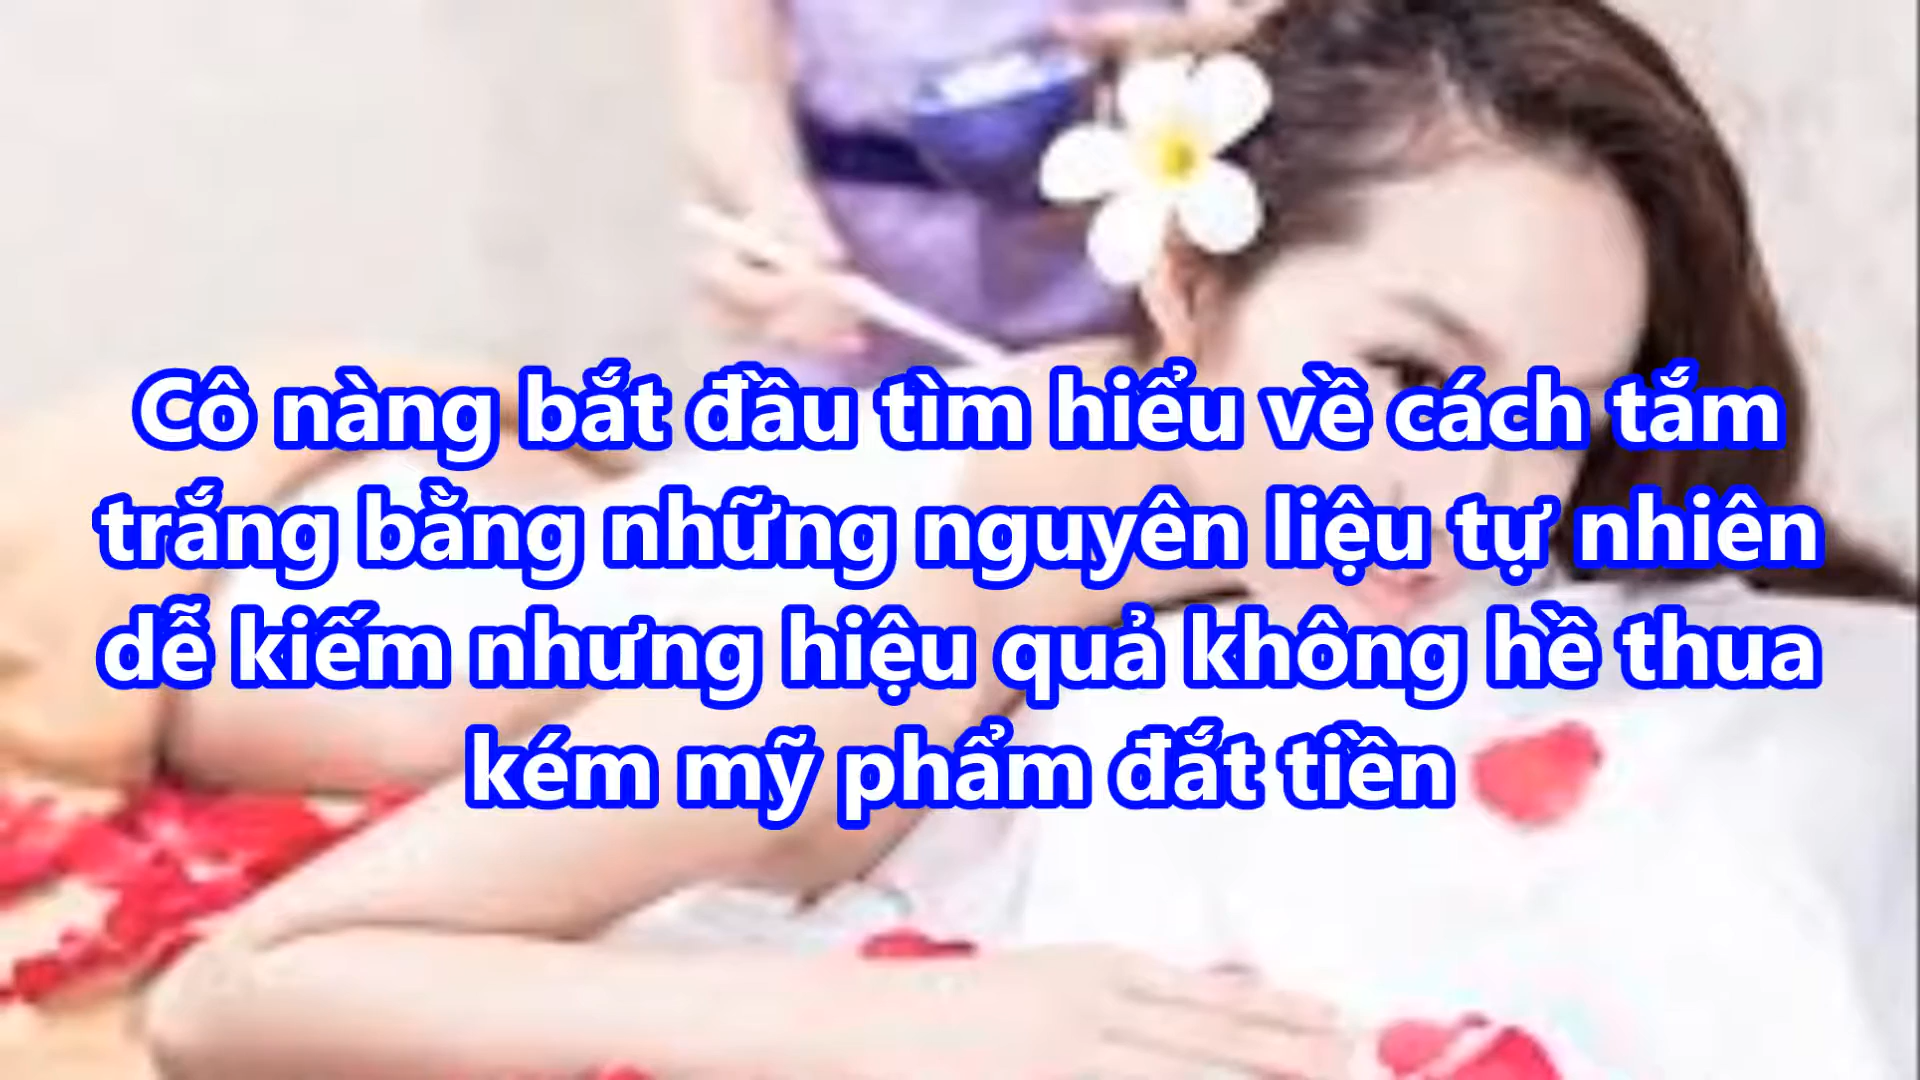 Cô nàng bắt đầu tìm hiểu về cách tắm
trắng bằng những nguyên liệu tự nhiên
dễ kiếm nhưng hiệu quả không hề thua
kém mỹ phẩm đắt tiền